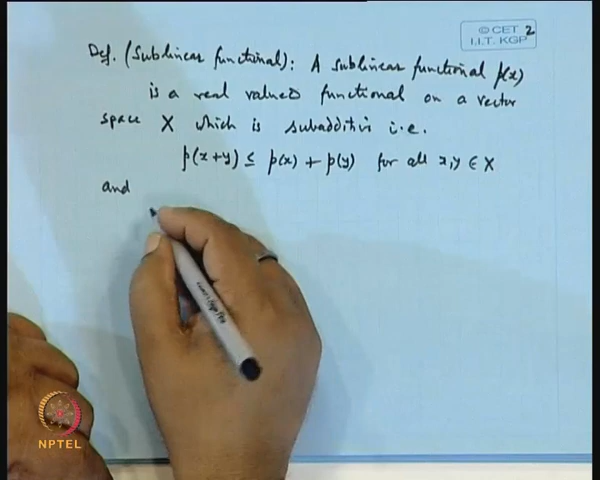 © CET 2
I.I.T. KGP
Def. (Sublinear functional): A sublinear functional p(x)
is a real valued functional on a vector
space X which is subadditive i.e.
p(x+y) ≤ p(x) + p(y) for all x,y ∈ X
and
NPTEL